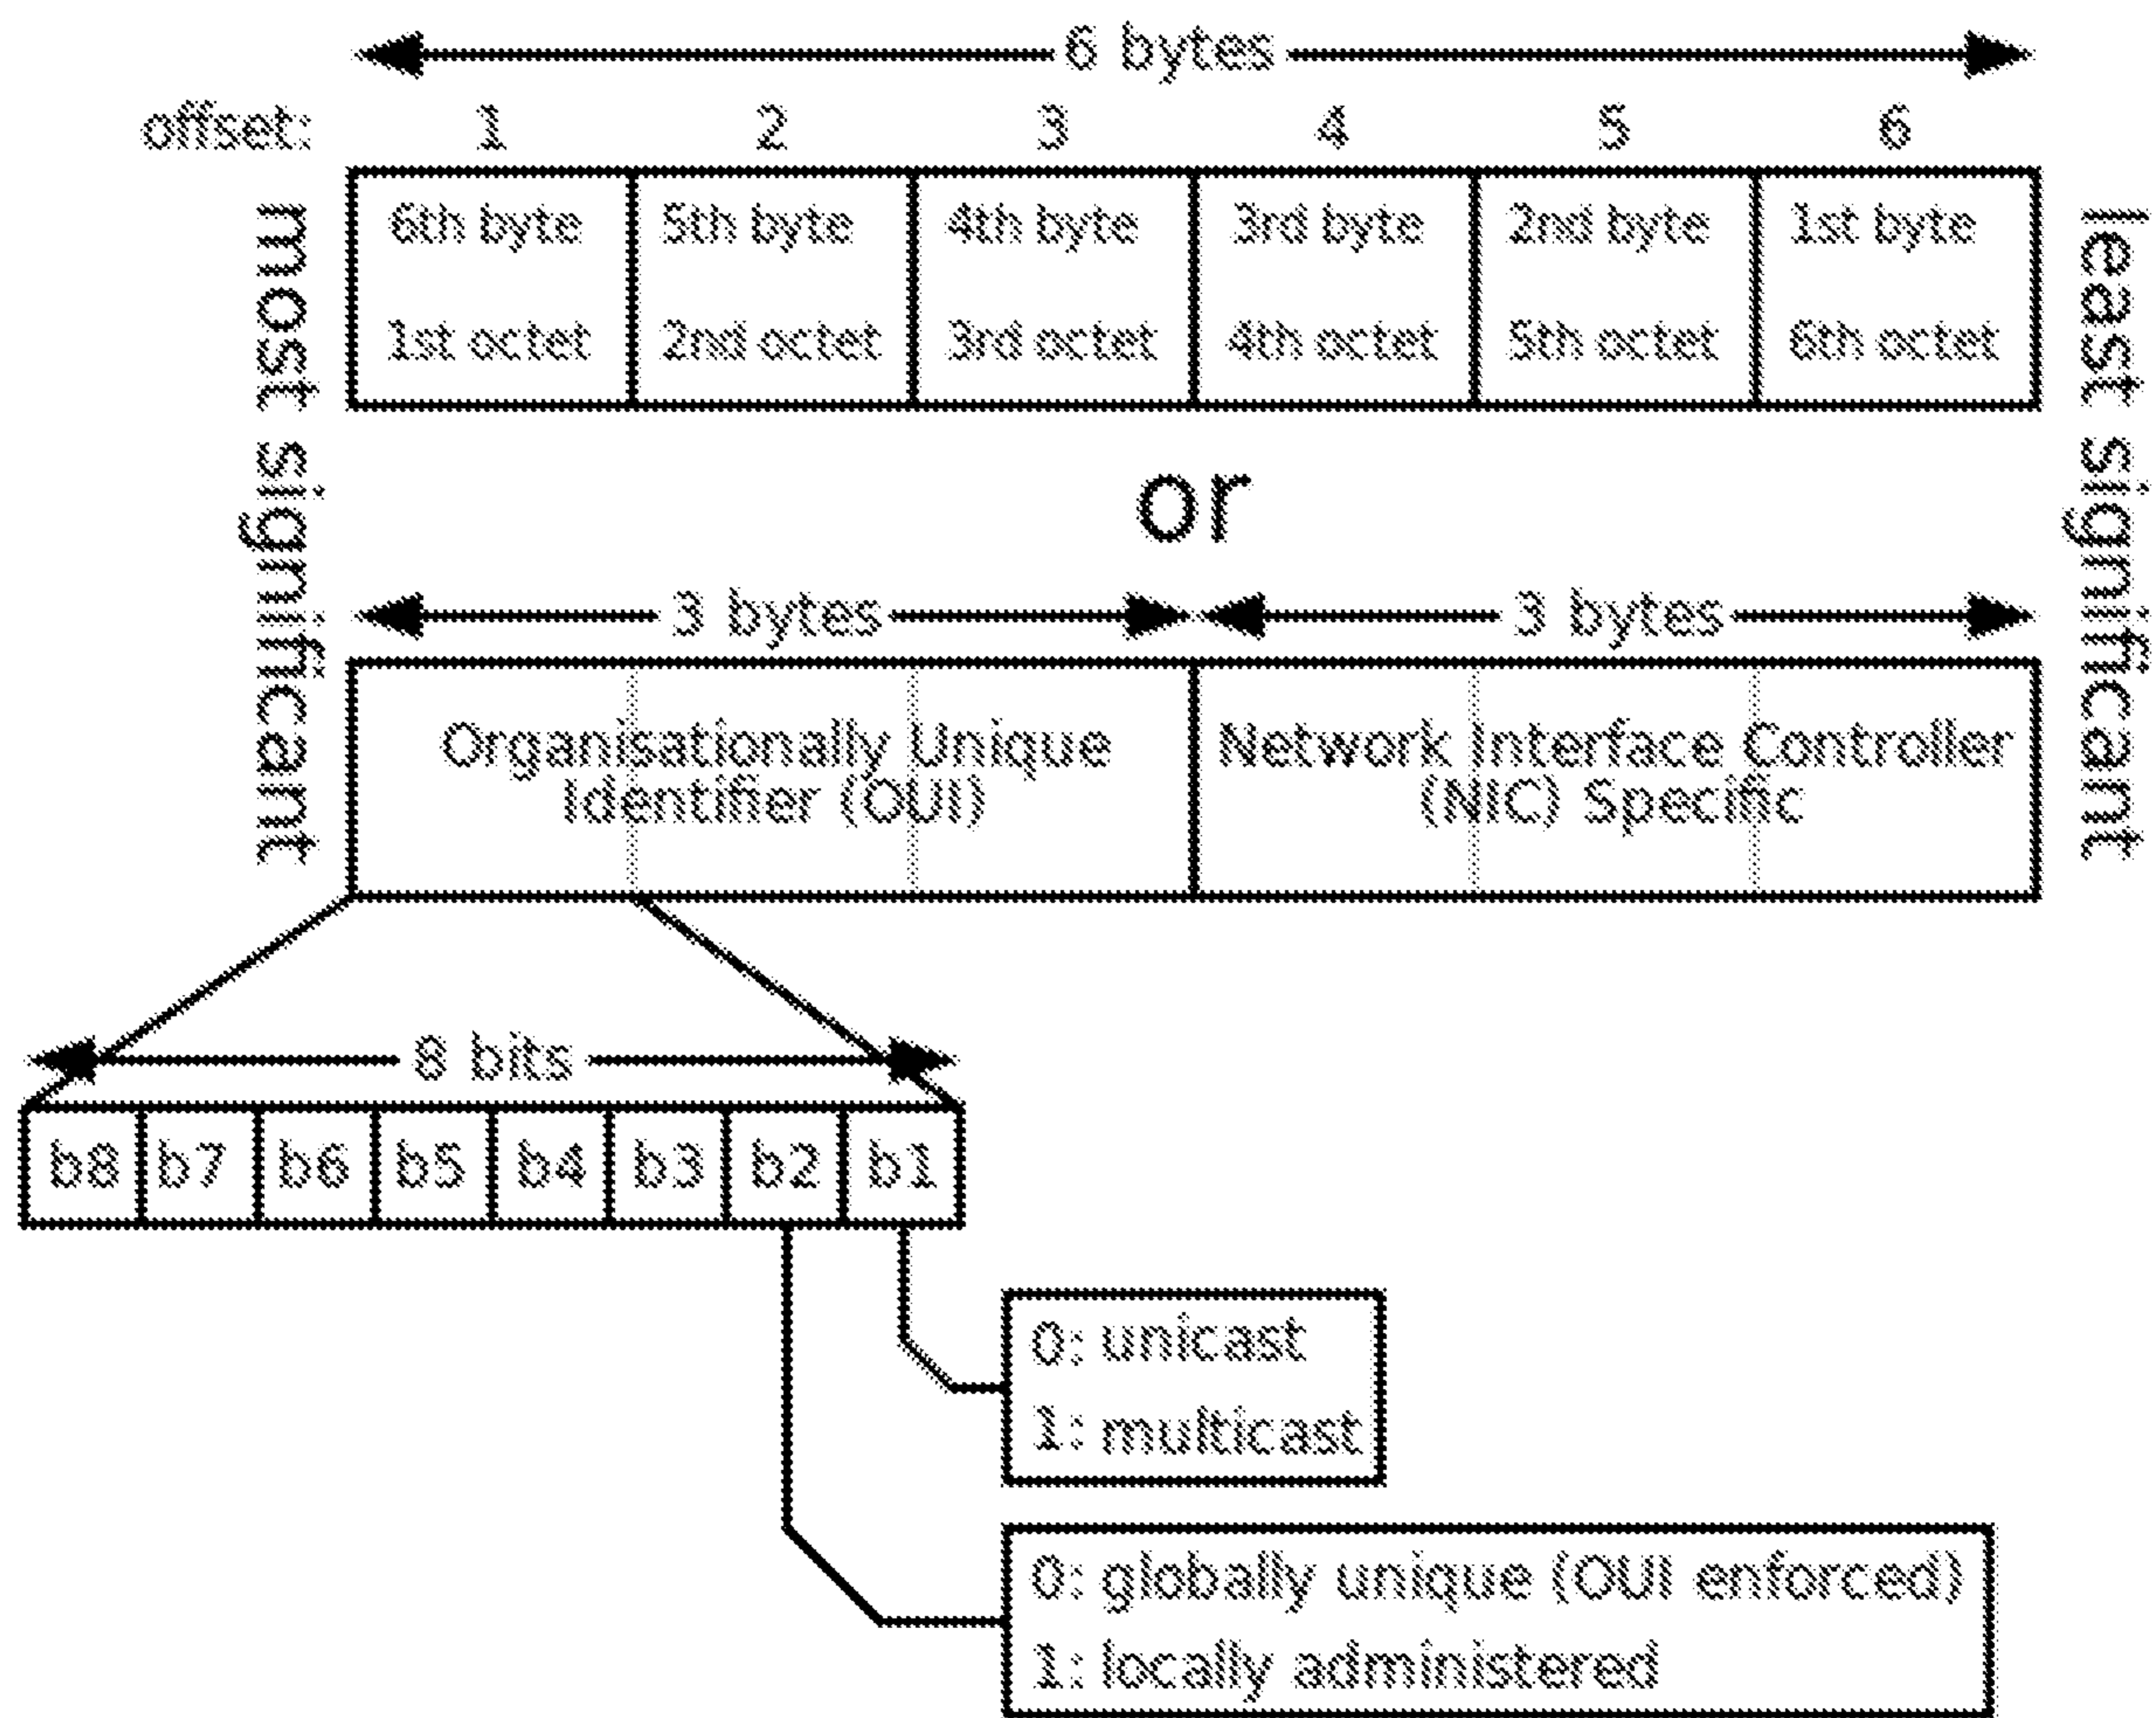 6 bytes
offset: 1 2 3 4 5 6
most significant
6th byte 5th byte 4th byte 3rd byte 2nd byte 1st byte
1st octet 2nd octet 3rd octet 4th octet 5th octet 6th octet
least significant
or
3 bytes 3 bytes
Organisationally Unique
Identifier (OUI)
Network Interface Controller
(NIC) Specific
8 bits
b8 b7 b6 b5 b4 b3 b2 b1
0: unicast
1: multicast
0: globally unique (OUI enforced)
1: locally administered